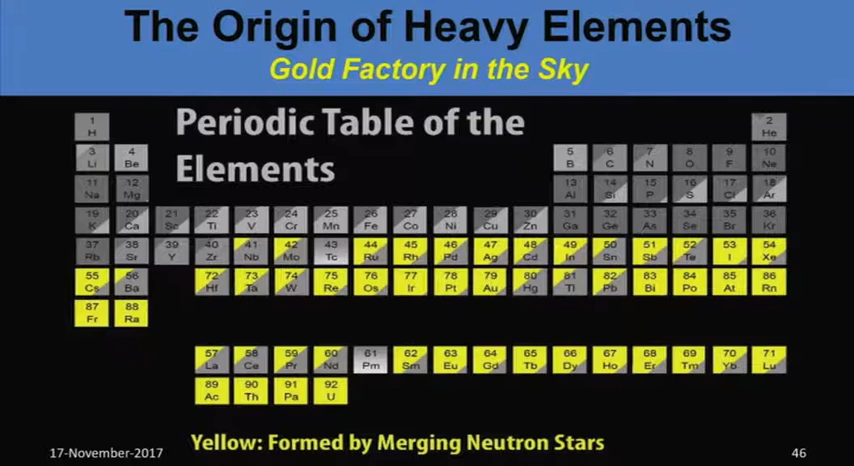 The Origin of Heavy Elements
Gold Factory in the Sky
Periodic Table of the
Elements
1 2
H He
3 4 5 6 7 8 9 10
Li Be B C N O F Ne
11 12 13 14 15 16 17 18
Na Mg Al Si P S Cl Ar
19 20 21 22 23 24 25 26 27 28 29 30 31 32 33 34 35 36
K Ca Sc Ti V Cr Mn Fe Co Ni Cu Zn Ga Ge As Se Br Kr
37 38 39 40 41 42 43 44 45 46 47 48 49 50 51 52 53 54
Rb Sr Y Zr Nb Mo Tc Ru Rh Pd Ag Cd In Sn Sb Te I Xe
55 56 72 73 74 75 76 77 78 79 80 81 82 83 84 85 86
Cs Ba Hf Ta W Re Os Ir Pt Au Hg Tl Pb Bi Po At Rn
87 88
Fr Ra
57 58 59 60 61 62 63 64 65 66 67 68 69 70 71
La Ce Pr Nd Pm Sm Eu Gd Tb Dy Ho Er Tm Yb Lu
89 90 91 92
Ac Th Pa U
Yellow: Formed by Merging Neutron Stars
17-November-2017 46